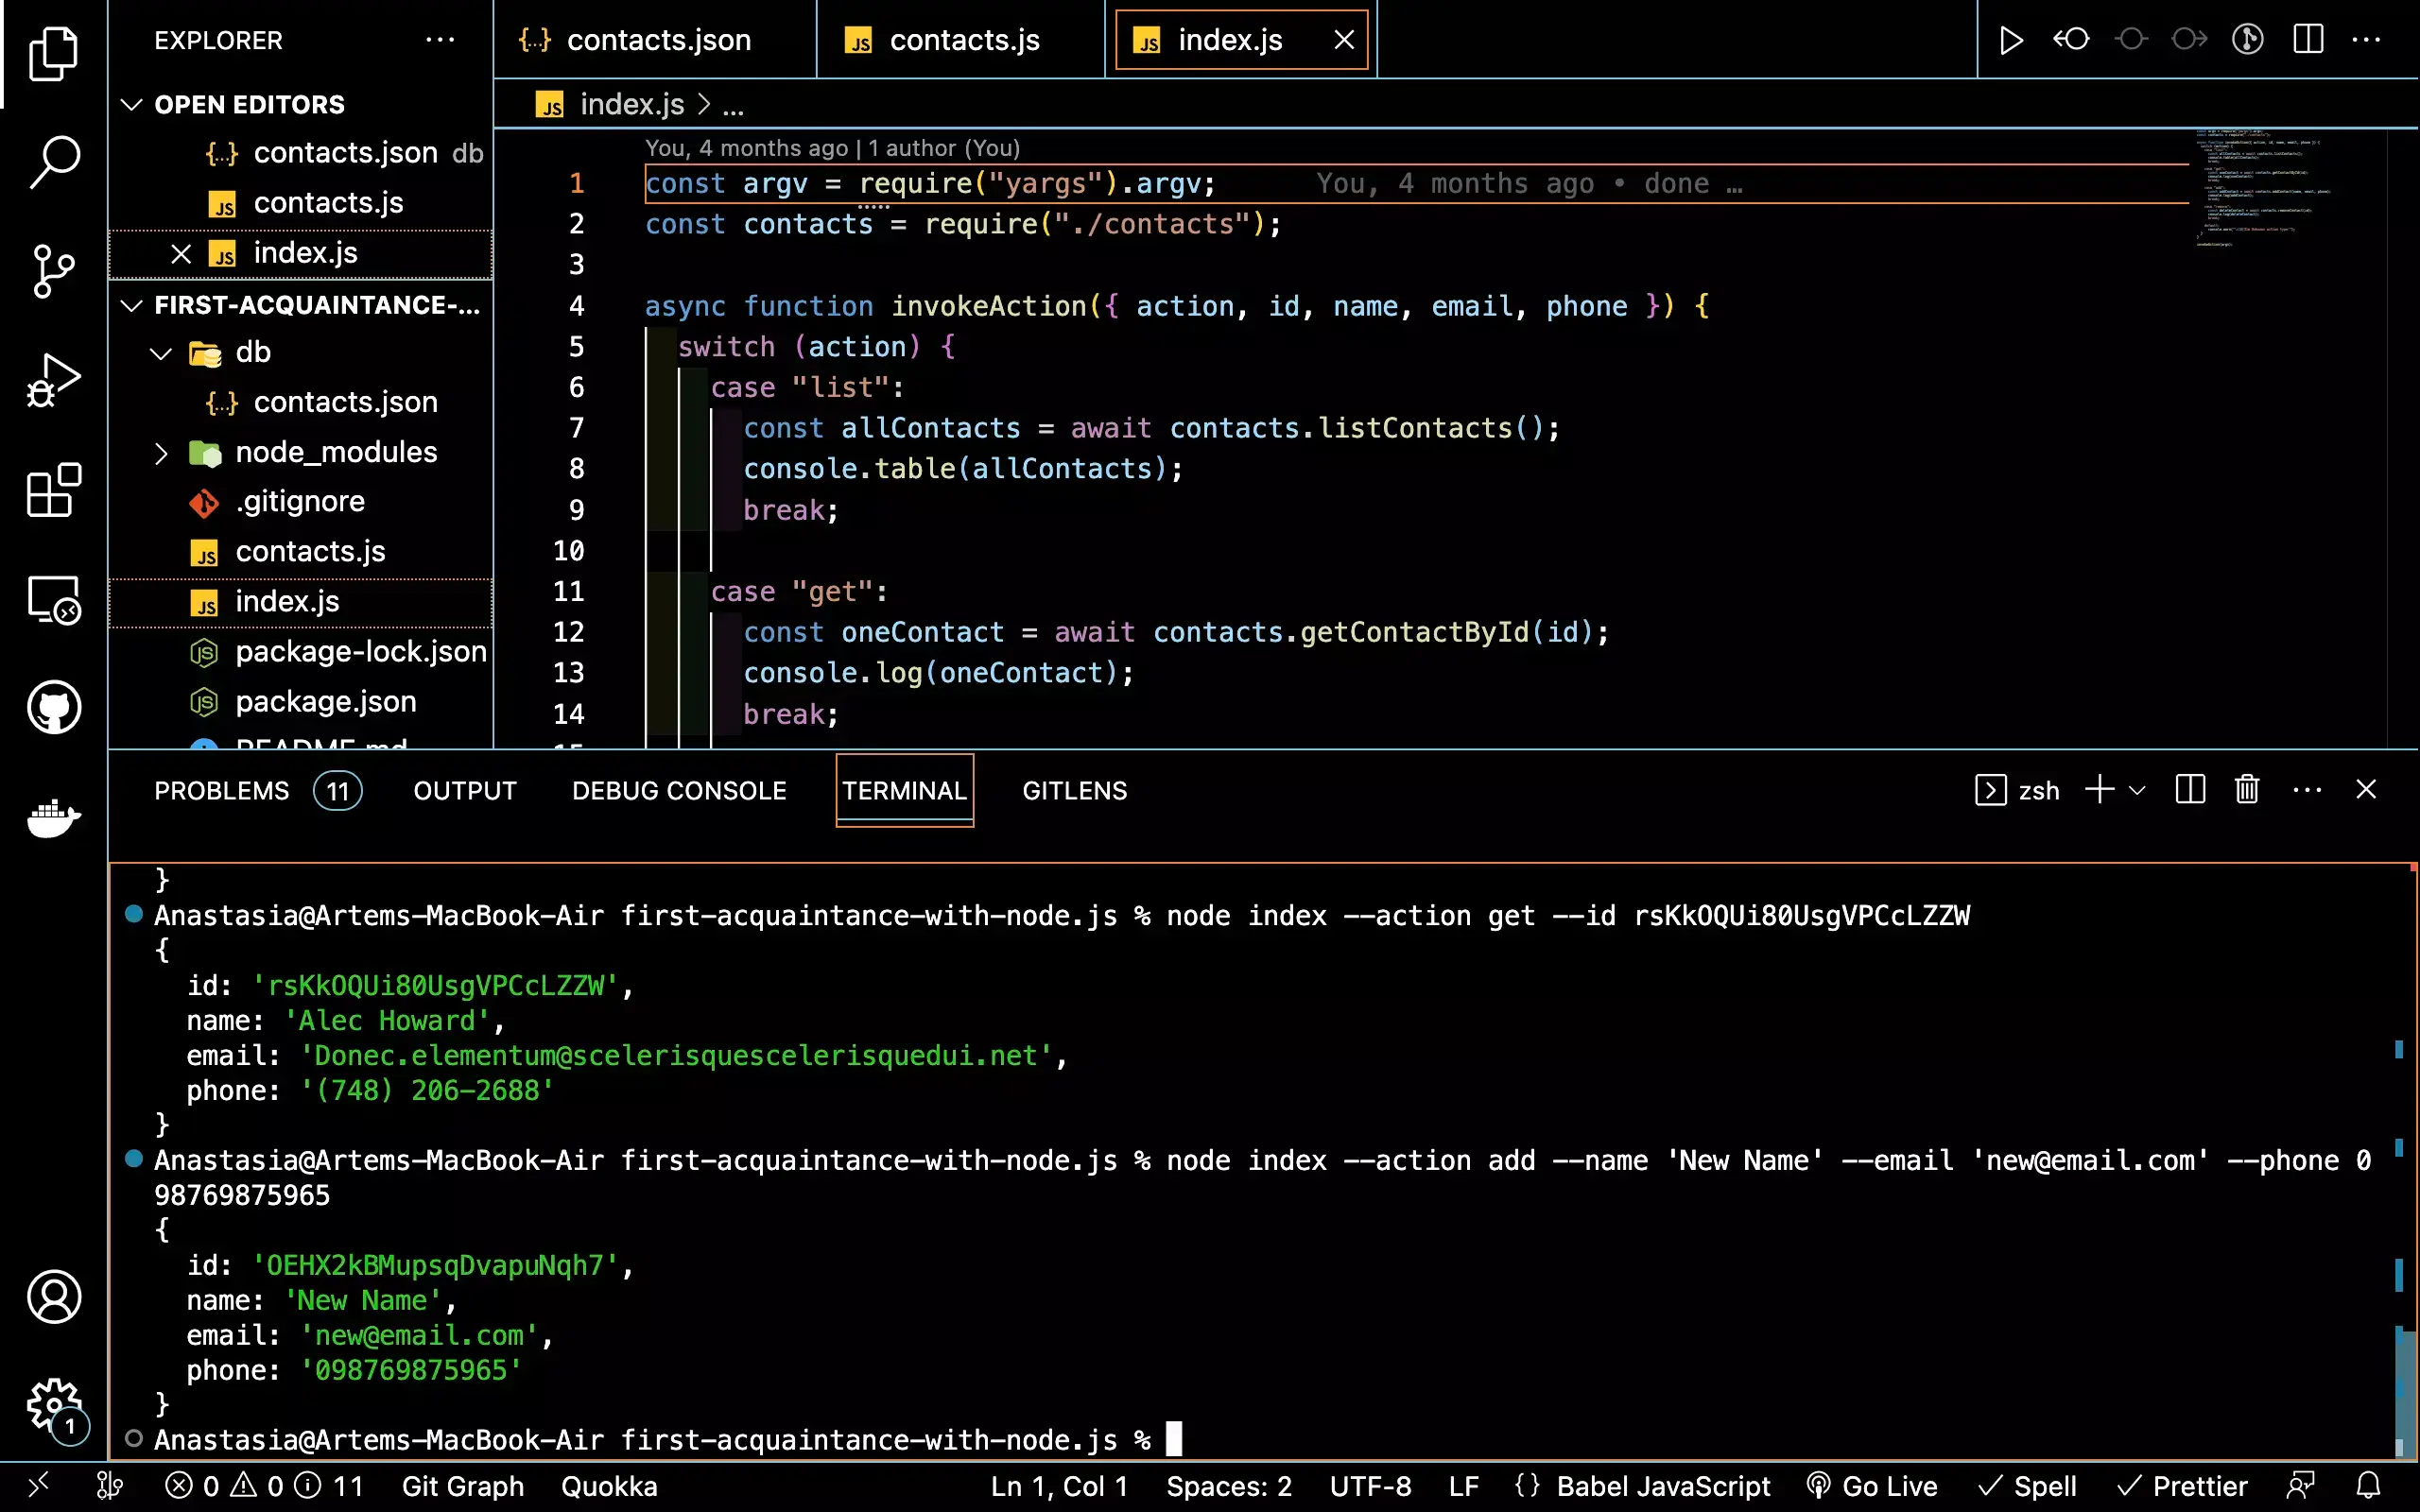 EXPLORER
OPEN EDITORS
contacts.json db
contacts.js
index.js
FIRST-ACQUAINTANCE-...
db
contacts.json
node_modules
.gitignore
contacts.js
index.js
package-lock.json
package.json
README.md
contacts.json
contacts.js
index.js
index.js > ...
You, 4 months ago | 1 author (You)
1 const argv = require("yargs").argv; You, 4 months ago • done …
2 const contacts = require("./contacts");
3
4 async function invokeAction({ action, id, name, email, phone }) {
5 switch (action) {
6 case "list":
7 const allContacts = await contacts.listContacts();
8 console.table(allContacts);
9 break;
10
11 case "get":
12 const oneContact = await contacts.getContactById(id);
13 console.log(oneContact);
14 break;
15
PROBLEMS 11 OUTPUT DEBUG CONSOLE TERMINAL GITLENS
zsh
}
Anastasia@Artems-MacBook-Air first-acquaintance-with-node.js % node index --action get --id rsKkOQUi80UsgVPCcLZZW
{
id: 'rsKkOQUi80UsgVPCcLZZW',
name: 'Alec Howard',
email: 'Donec.elementum@scelerisquescelerisquedui.net',
phone: '(748) 206-2688'
}
Anastasia@Artems-MacBook-Air first-acquaintance-with-node.js % node index --action add --name 'New Name' --email 'new@email.com' --phone 0
98769875965
{
id: 'OEHX2kBMupsqDvapuNqh7',
name: 'New Name',
email: 'new@email.com',
phone: '098769875965'
}
Anastasia@Artems-MacBook-Air first-acquaintance-with-node.js %
1
0 0 11 Git Graph Quokka Ln 1, Col 1 Spaces: 2 UTF-8 LF {} Babel JavaScript Go Live Spell Prettier